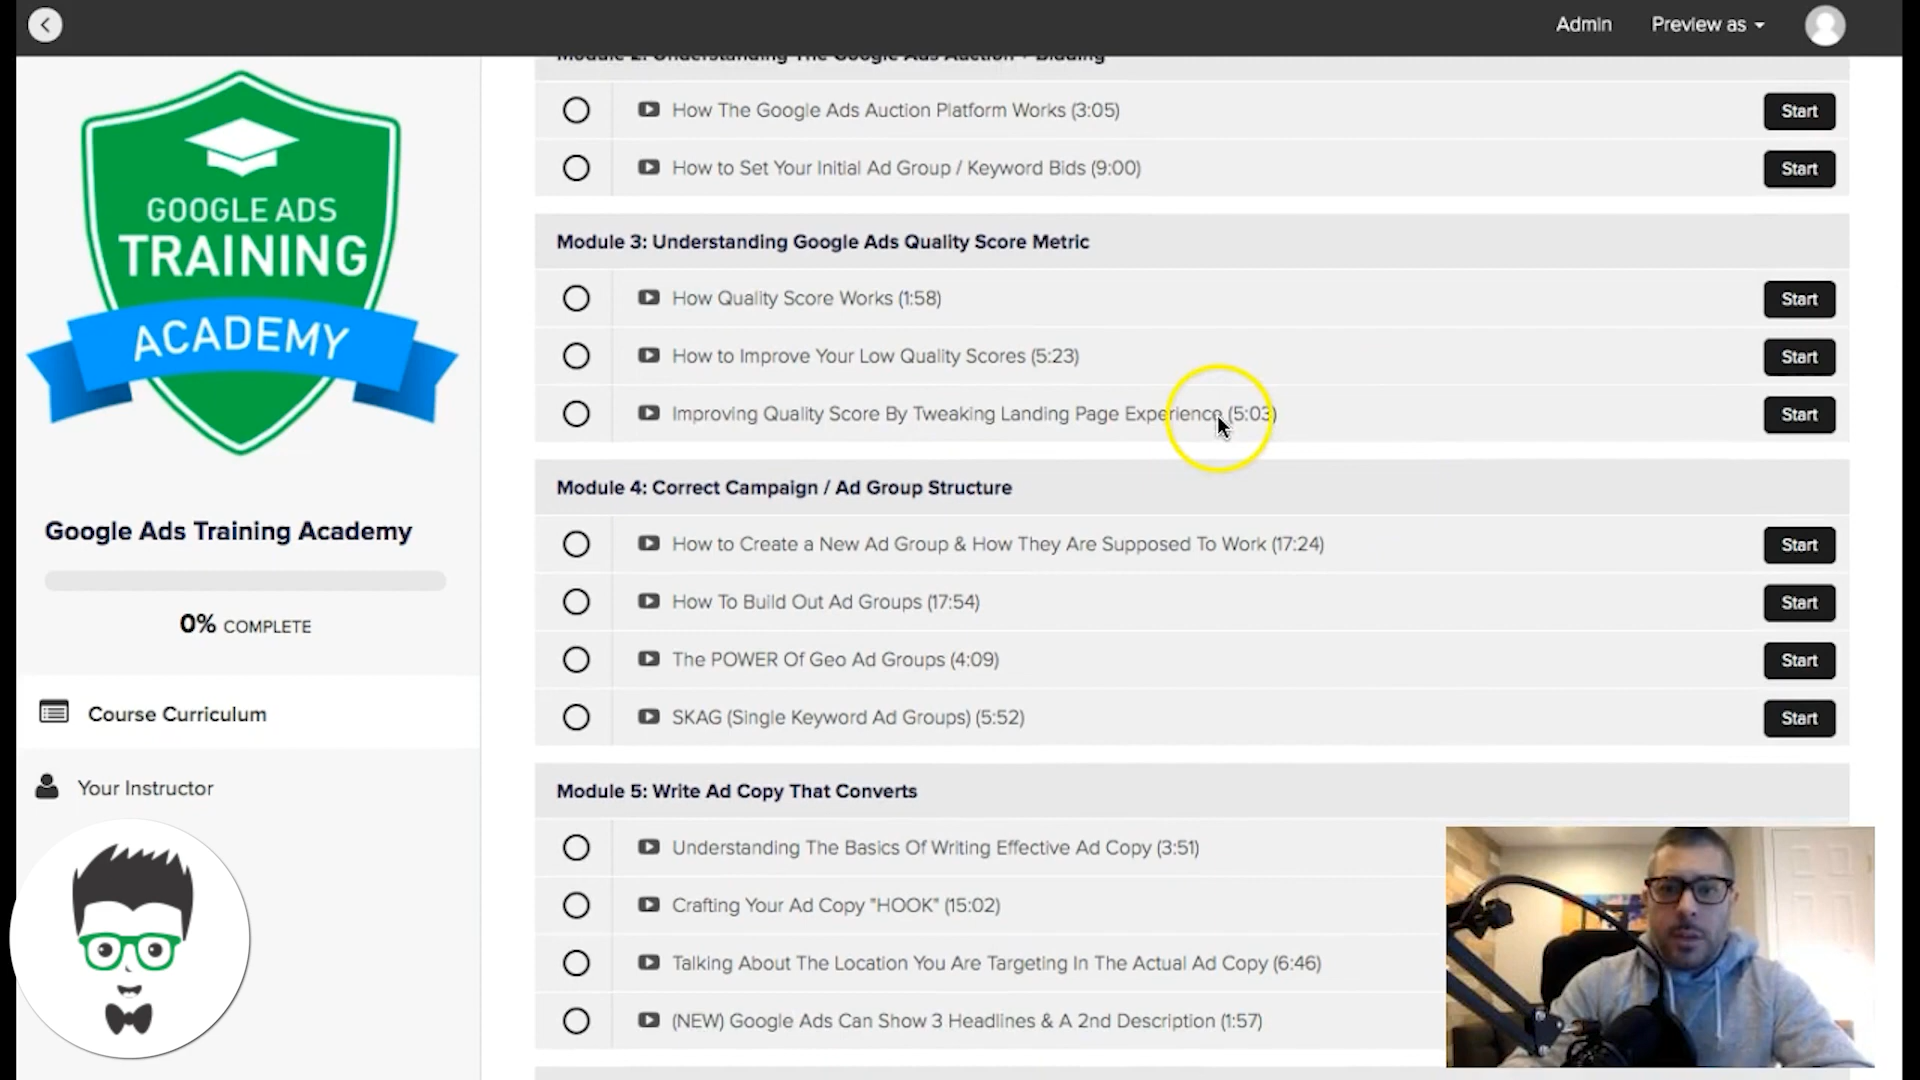 Admin
Preview as
GOOGLE ADS
TRAINING
ACADEMY
Google Ads Training Academy
0% COMPLETE
Course Curriculum
Your Instructor
Module 2: Understanding The Google Ads Auction + Bidding
How The Google Ads Auction Platform Works (3:05)
Start
How to Set Your Initial Ad Group / Keyword Bids (9:00)
Start
Module 3: Understanding Google Ads Quality Score Metric
How Quality Score Works (1:58)
Start
How to Improve Your Low Quality Scores (5:23)
Start
Improving Quality Score By Tweaking Landing Page Experience (5:03)
Start
Module 4: Correct Campaign / Ad Group Structure
How to Create a New Ad Group & How They Are Supposed To Work (17:24)
Start
How To Build Out Ad Groups (17:54)
Start
The POWER Of Geo Ad Groups (4:09)
Start
SKAG (Single Keyword Ad Groups) (5:52)
Start
Module 5: Write Ad Copy That Converts
Understanding The Basics Of Writing Effective Ad Copy (3:51)
Crafting Your Ad Copy "HOOK" (15:02)
Talking About The Location You Are Targeting In The Actual Ad Copy (6:46)
(NEW) Google Ads Can Show 3 Headlines & A 2nd Description (1:57)